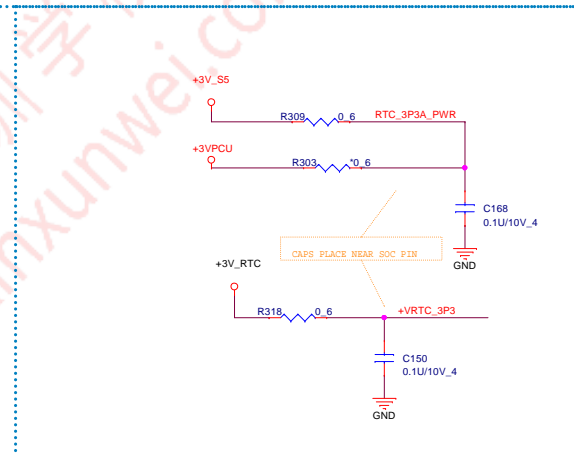 +3V_S5
R309 0_6 RTC_3P3A_PWR
+3VPCU
R303 *0_6
C168
0.1U/10V_4
CAPS PLACE NEAR SOC PIN
GND
+3V_RTC
R318 0_6 +VRTC_3P3
C150
0.1U/10V_4
GND